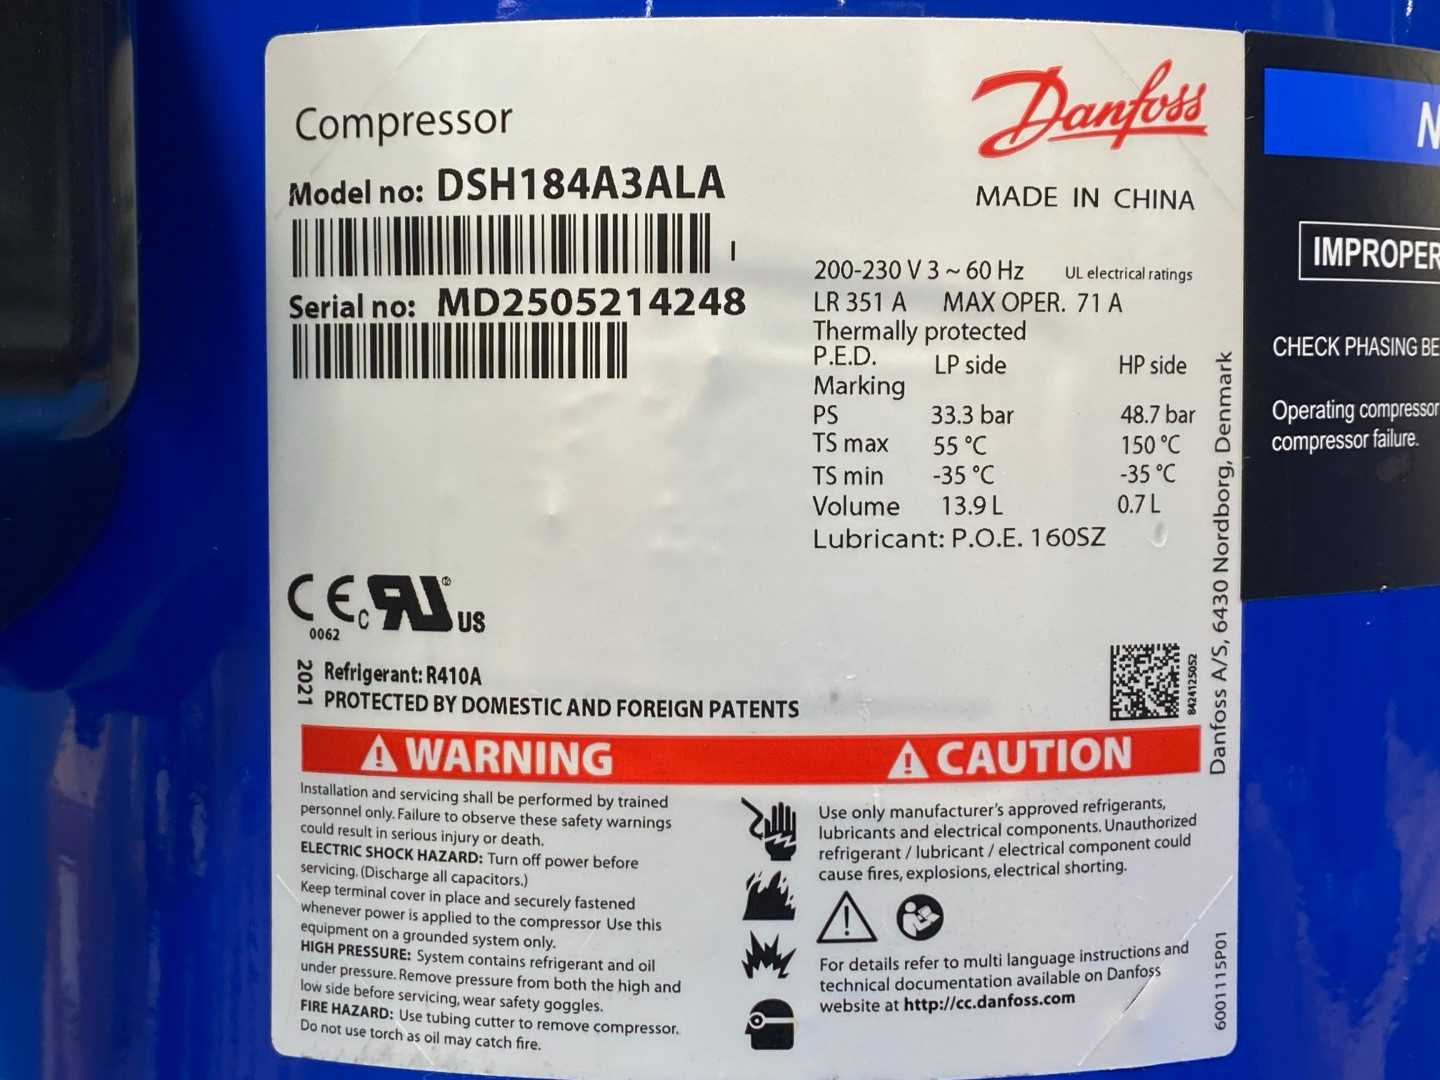 Compressor
Danfoss
MADE IN CHINA
Model no: DSH184A3ALA
I
Serial no: MD2505214248
200-230 V 3 ~ 60 Hz UL electrical ratings
LR 351 A MAX OPER. 71 A
Thermally protected
P.E.D. LP side HP side
Marking
PS 33.3 bar 48.7 bar
TS max 55 °C 150 °C
TS min -35 °C -35 °C
Volume 13.9 L 0.7 L
Lubricant: P.O.E. 160SZ
CE
0062
c RU ® US
2021
Refrigerant: R410A
PROTECTED BY DOMESTIC AND FOREIGN PATENTS
8424125052
Danfoss A/S, 6430 Nordborg, Denmark
WARNING
Installation and servicing shall be performed by trained
personnel only. Failure to observe these safety warnings
could result in serious injury or death.
ELECTRIC SHOCK HAZARD: Turn off power before
servicing. (Discharge all capacitors.)
Keep terminal cover in place and securely fastened
whenever power is applied to the compressor Use this
equipment on a grounded system only.
HIGH PRESSURE: System contains refrigerant and oil
under pressure. Remove pressure from both the high and
low side before servicing, wear safety goggles.
FIRE HAZARD: Use tubing cutter to remove compressor.
Do not use torch as oil may catch fire.
CAUTION
Use only manufacturer's approved refrigerants,
lubricants and electrical components. Unauthorized
refrigerant / lubricant / electrical component could
cause fires, explosions, electrical shorting.
For details refer to multi language instructions and
technical documentation available on Danfoss
website at http://cc.danfoss.com
6001115P01
N
IMPROPER
CHECK PHASING BE
Operating compressor
compressor failure.